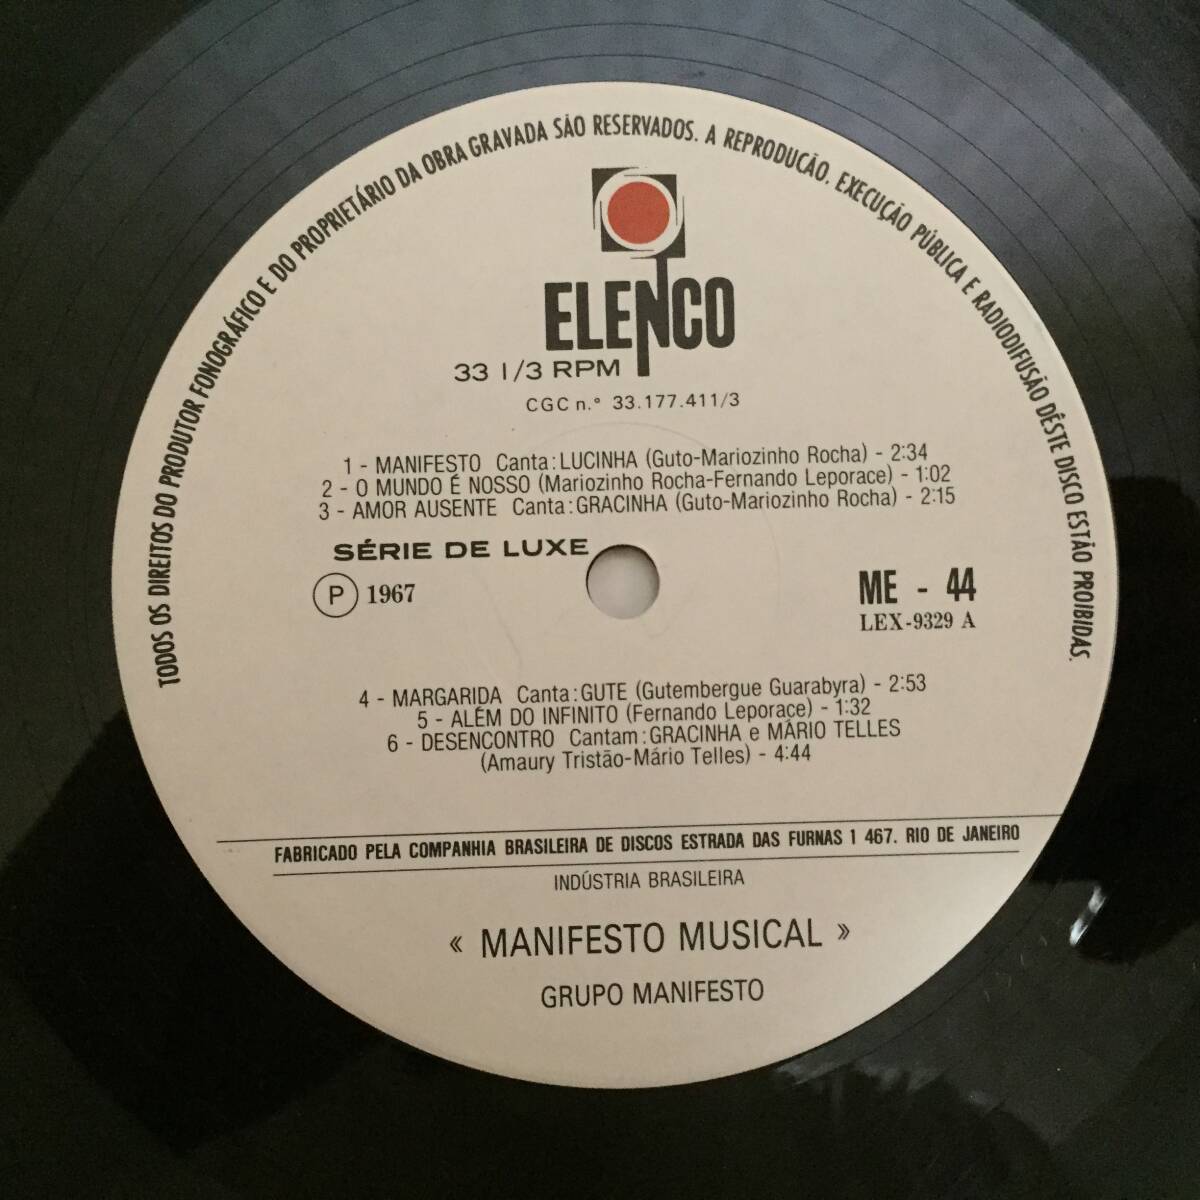 TODOS OS DIREITOS DO PRODUTOR FONOGRÁFICO E DO PROPRIETÁRIO DA OBRA GRAVADA SÃO RESERVADOS. A REPRODUÇÃO, EXECUÇÃO PÚBLICA E RADIODIFUSÃO DÊSTE DISCO ESTÃO PROIBIDAS.
ELENCO
33 1/3 RPM
CGC n.º 33.177.411/3
1 - MANIFESTO Canta: LUCINHA (Guto-Mariozinho Rocha) - 2:34
2 - O MUNDO É NOSSO (Mariozinho Rocha-Fernando Leporace) - 1:02
3 - AMOR AUSENTE Canta: GRACINHA (Guto-Mariozinho Rocha) - 2:15
SÉRIE DE LUXE
P 1967
ME - 44
LEX-9329 A
4 - MARGARIDA Canta: GUTE (Gutembergue Guarabyra) - 2:53
5 - ALÉM DO INFINITO (Fernando Leporace) - 1:32
6 - DESENCONTRO Cantam: GRACINHA e MÁRIO TELLES
(Amaury Tristão-Mário Telles) - 4:44
FABRICADO PELA COMPANHIA BRASILEIRA DE DISCOS ESTRADA DAS FURNAS 1 467. RIO DE JANEIRO
INDÚSTRIA BRASILEIRA
« MANIFESTO MUSICAL »
GRUPO MANIFESTO